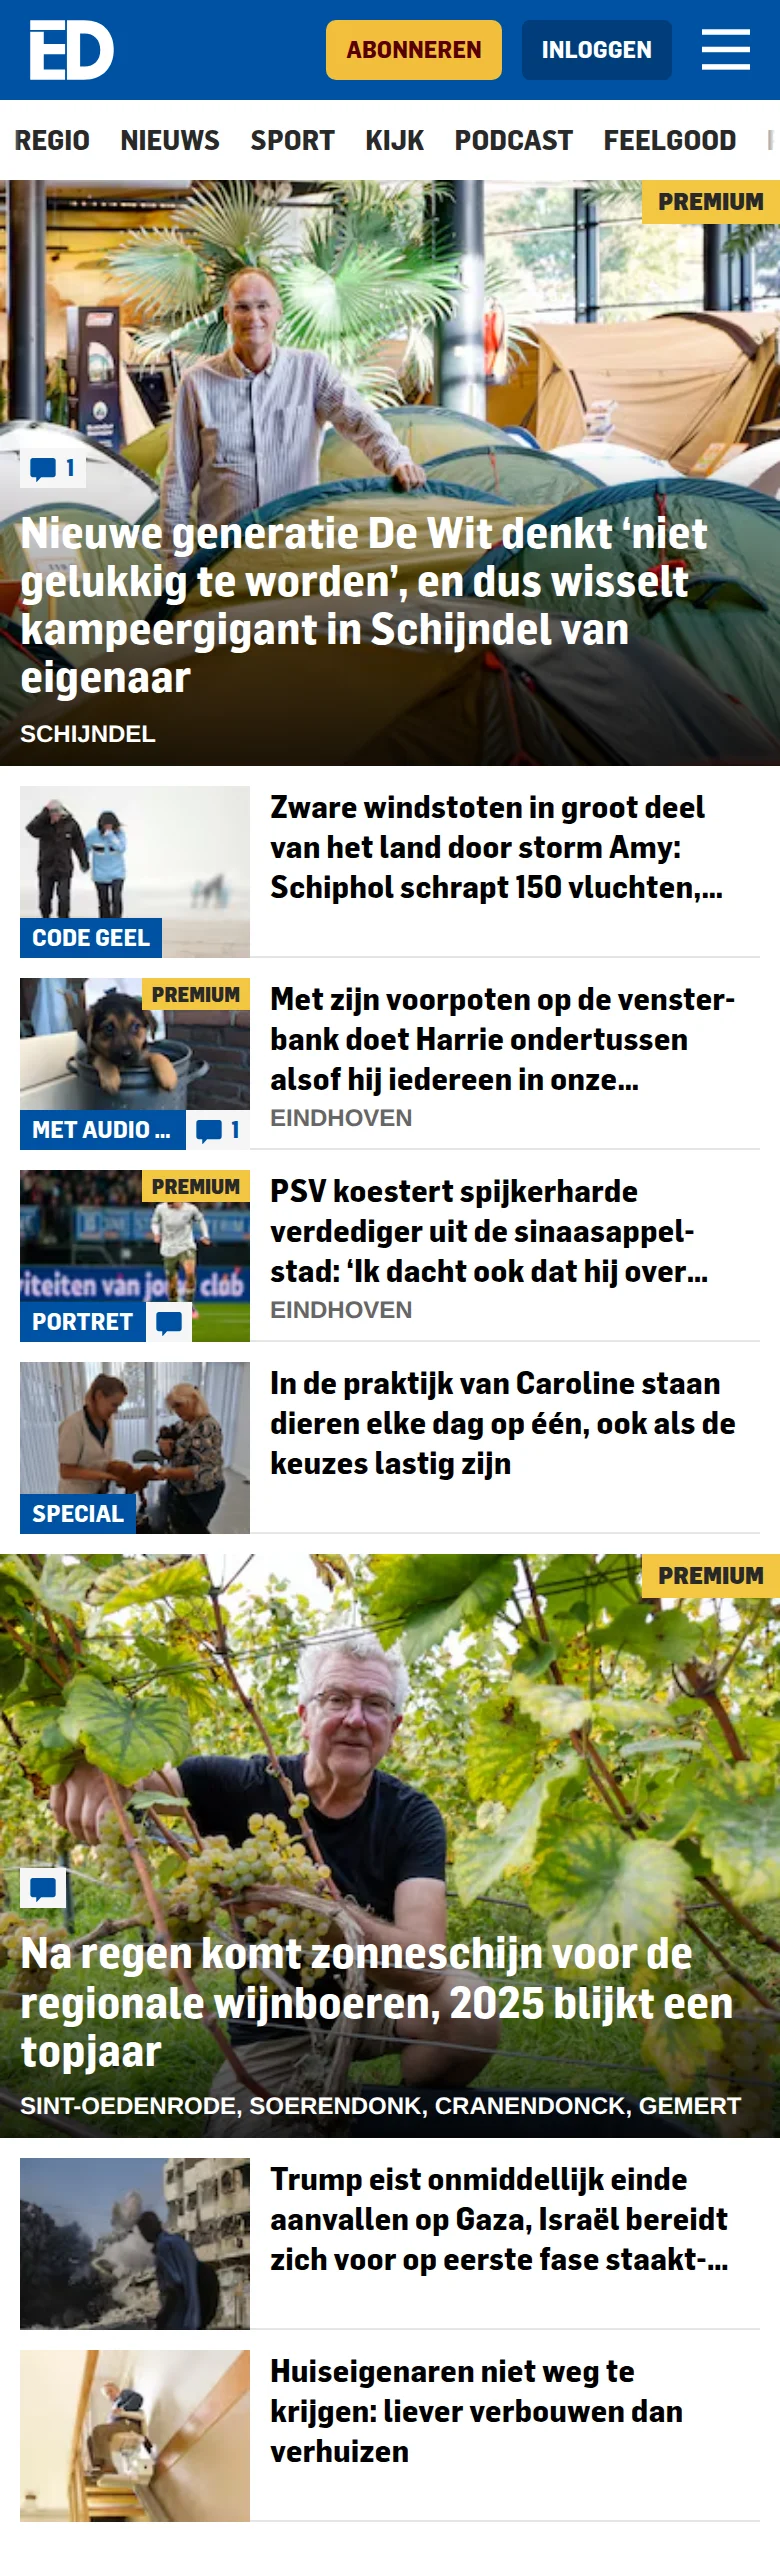 ED
ABONNEREN
INLOGGEN
REGIO NIEUWS SPORT KIJK PODCAST FEELGOOD
PREMIUM
1
Nieuwe generatie De Wit denkt ‘niet
gelukkig te worden’, en dus wisselt
kampeergigant in Schijndel van
eigenaar
SCHIJNDEL
Zware windstoten in groot deel
van het land door storm Amy:
Schiphol schrapt 150 vluchten,...
CODE GEEL
PREMIUM
Met zijn voorpoten op de venster-
bank doet Harrie ondertussen
alsof hij iedereen in onze...
EINDHOVEN
MET AUDIO ...
1
PREMIUM
PSV koestert spijkerharde
verdediger uit de sinaasappel-
stad: ‘Ik dacht ook dat hij over...
EINDHOVEN
viteiten van jouw club
PORTRET
In de praktijk van Caroline staan
dieren elke dag op één, ook als de
keuzes lastig zijn
SPECIAL
PREMIUM
Na regen komt zonneschijn voor de
regionale wijnboeren, 2025 blijkt een
topjaar
SINT-OEDENRODE, SOERENDONK, CRANENDONCK, GEMERT
Trump eist onmiddellijk einde
aanvallen op Gaza, Israël bereidt
zich voor op eerste fase staakt-...
Huiseigenaren niet weg te
krijgen: liever verbouwen dan
verhuizen